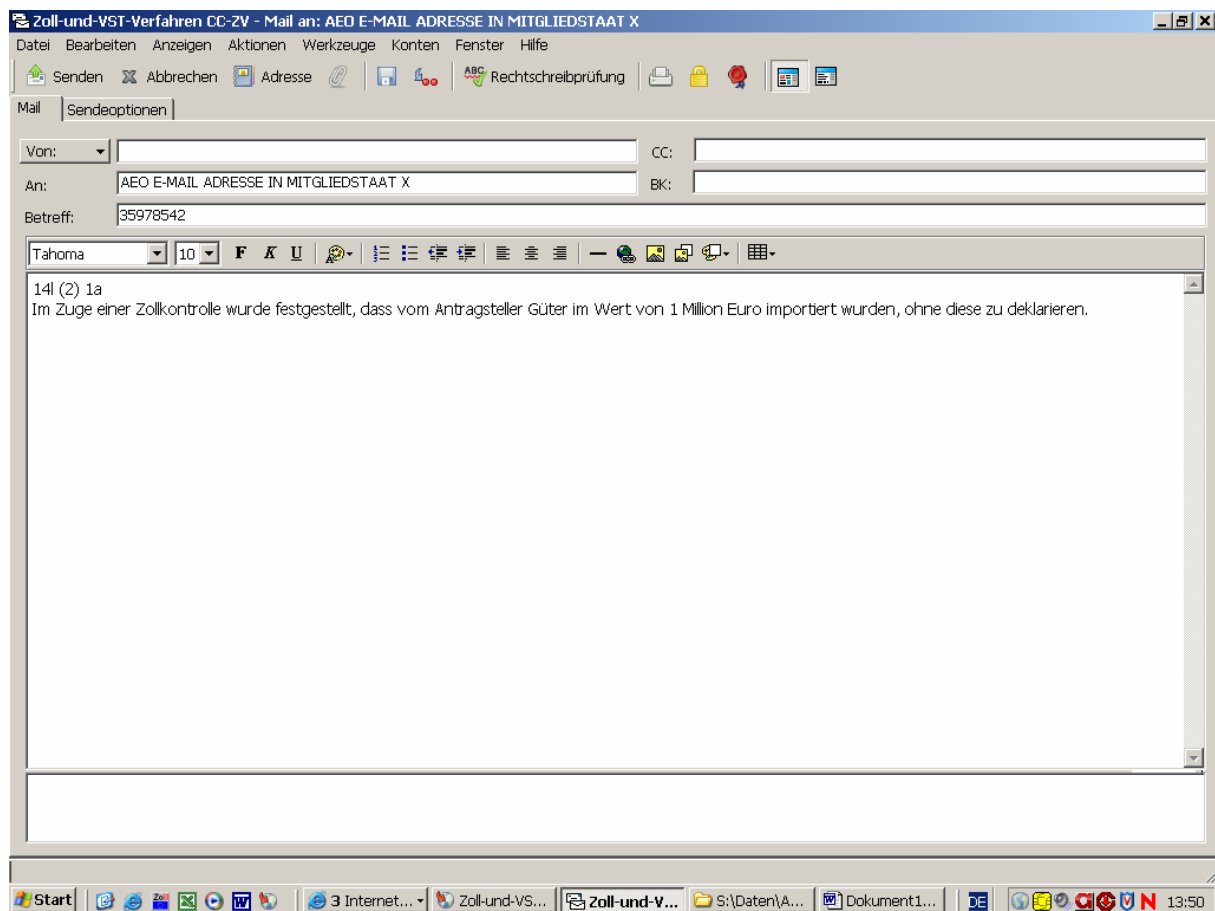 Zoll-und-VST-Verfahren CC-ZV - Mail an: AEO E-MAIL ADRESSE IN MITGLIEDSTAAT X
Datei Bearbeiten Anzeigen Aktionen Werkzeuge Konten Fenster Hilfe
Senden Abbrechen Adresse ABC Rechtschreibprüfung
Mail Sendeoptionen
Von: CC:
An: AEO E-MAIL ADRESSE IN MITGLIEDSTAAT X BK:
Betreff: 35978542
Tahoma 10 F K U
14l (2) 1a
Im Zuge einer Zollkontrolle wurde festgestellt, dass vom Antragsteller Güter im Wert von 1 Million Euro importiert wurden, ohne diese zu deklarieren.
Start 3 Internet... Zoll-und-VS... Zoll-und-V... S:\Daten\A... Dokument1... DE N 13:50